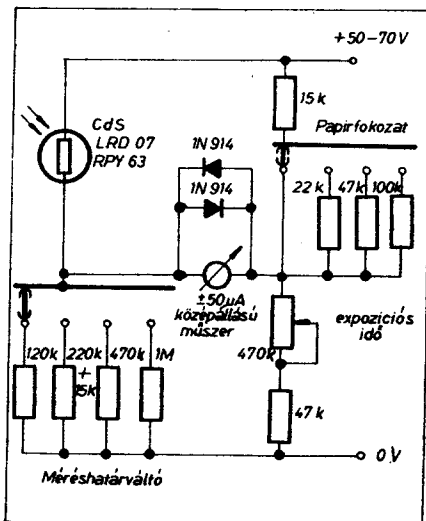 +50-70V
15k
CdS
LRD 07
RPY 63
1N 914
1N 914
Papírfokozat
22k 47k 100k
±50µA
középállású
műszer
470k
expozíciós
idő
120k 220k 470k 1M
+
15k
47 k
0V
Méréshatárváltó